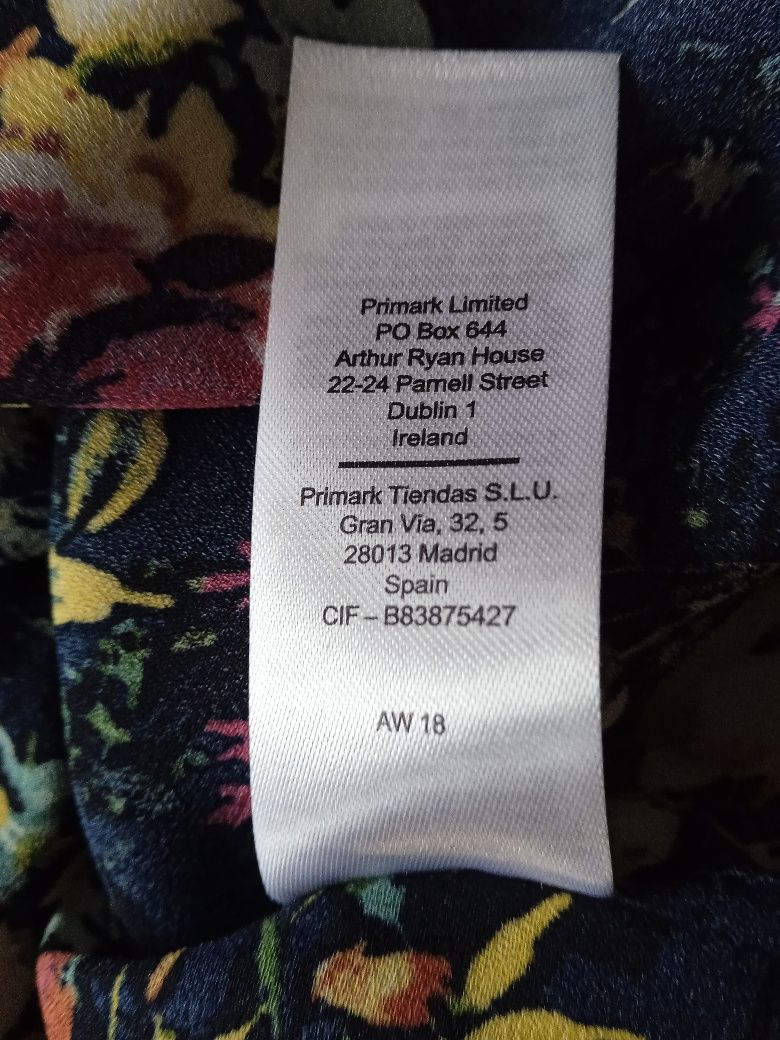 Primark Limited
PO Box 644
Arthur Ryan House
22-24 Parnell Street
Dublin 1
Ireland
Primark Tiendas S.L.U.
Gran Via, 32, 5
28013 Madrid
Spain
CIF – B83875427
AW 18